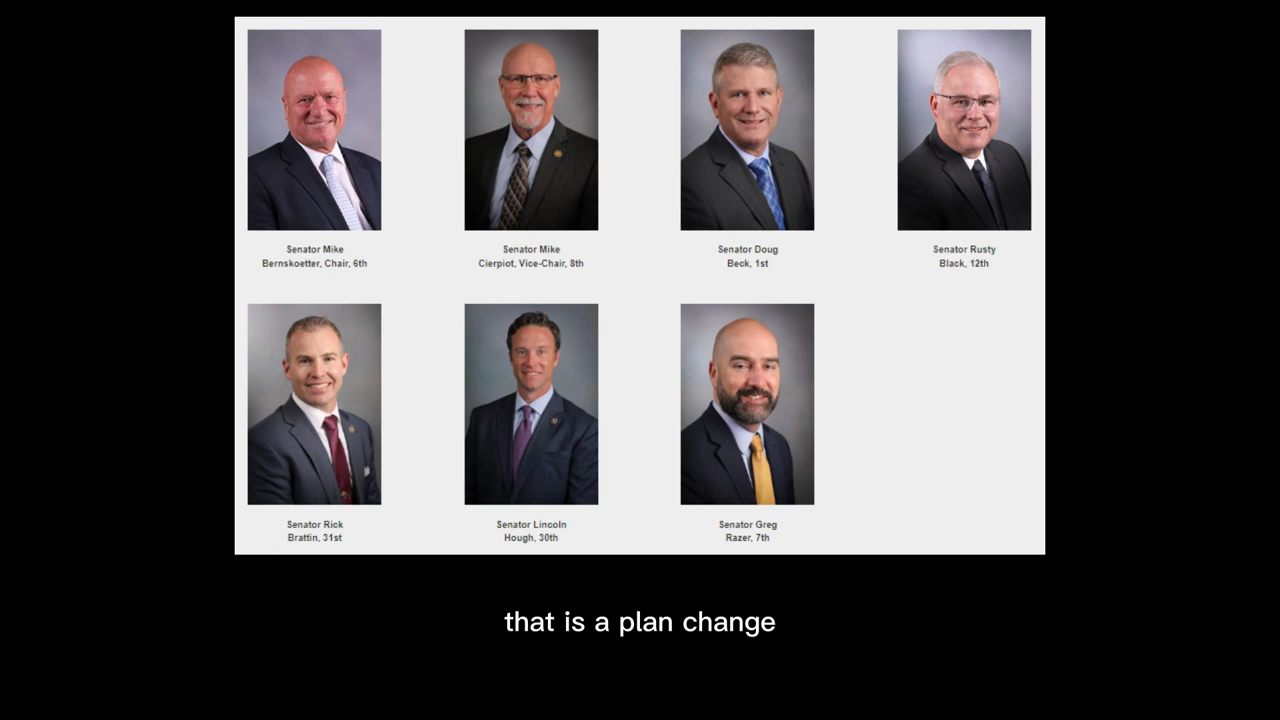 Senator Mike
Bernskoetter, Chair, 6th
Senator Mike
Cierpiot, Vice-Chair, 8th
Senator Doug
Beck, 1st
Senator Rusty
Black, 12th
Senator Rick
Brattin, 31st
Senator Lincoln
Hough, 30th
Senator Greg
Razer, 7th
that is a plan change